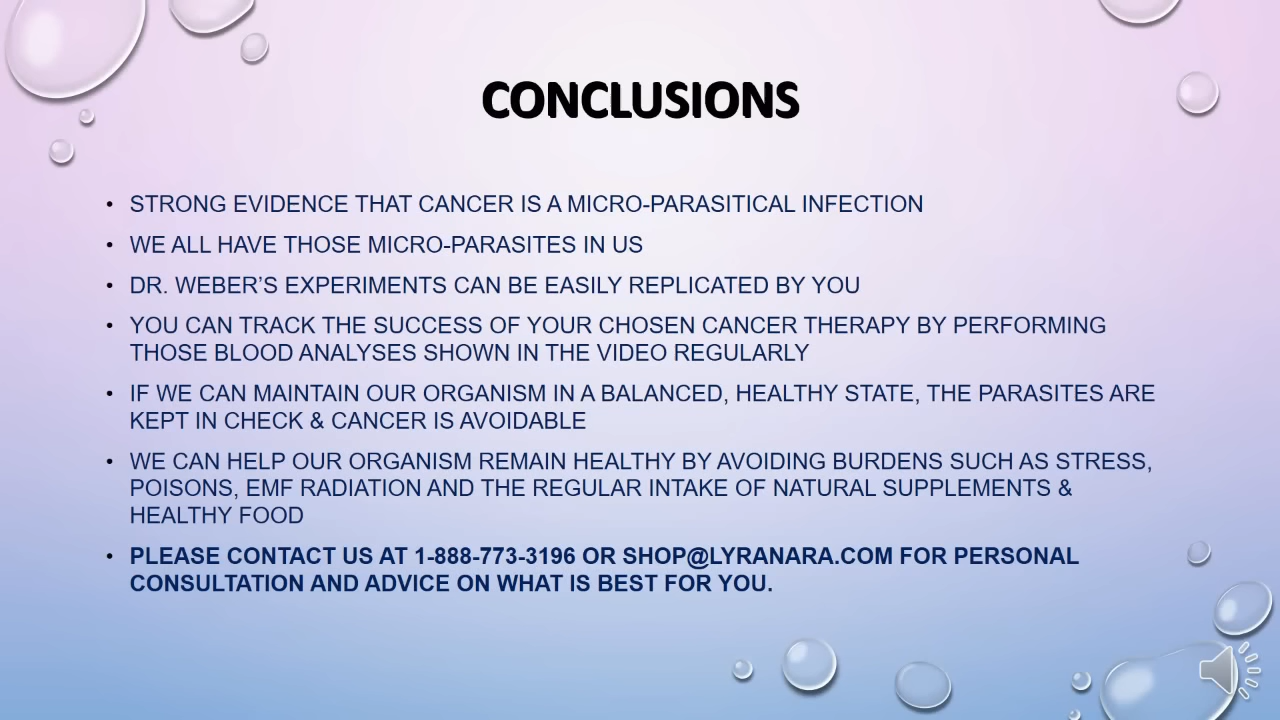 CONCLUSIONS
• STRONG EVIDENCE THAT CANCER IS A MICRO-PARASITICAL INFECTION
• WE ALL HAVE THOSE MICRO-PARASITES IN US
• DR. WEBER’S EXPERIMENTS CAN BE EASILY REPLICATED BY YOU
• YOU CAN TRACK THE SUCCESS OF YOUR CHOSEN CANCER THERAPY BY PERFORMING
THOSE BLOOD ANALYSES SHOWN IN THE VIDEO REGULARLY
• IF WE CAN MAINTAIN OUR ORGANISM IN A BALANCED, HEALTHY STATE, THE PARASITES ARE
KEPT IN CHECK & CANCER IS AVOIDABLE
• WE CAN HELP OUR ORGANISM REMAIN HEALTHY BY AVOIDING BURDENS SUCH AS STRESS,
POISONS, EMF RADIATION AND THE REGULAR INTAKE OF NATURAL SUPPLEMENTS &
HEALTHY FOOD
• PLEASE CONTACT US AT 1-888-773-3196 OR SHOP@LYRANARA.COM FOR PERSONAL
CONSULTATION AND ADVICE ON WHAT IS BEST FOR YOU.